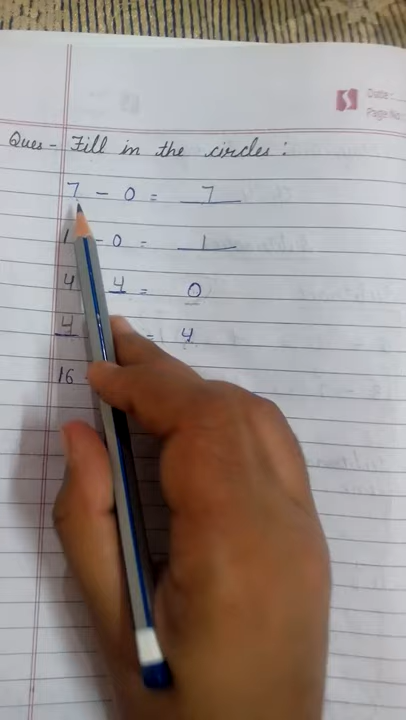 Date:
Page No:
Ques - Fill in the circles :
7 - 0 = 7
1 - 0 = 1
4 4 = 0
4 = 4
16